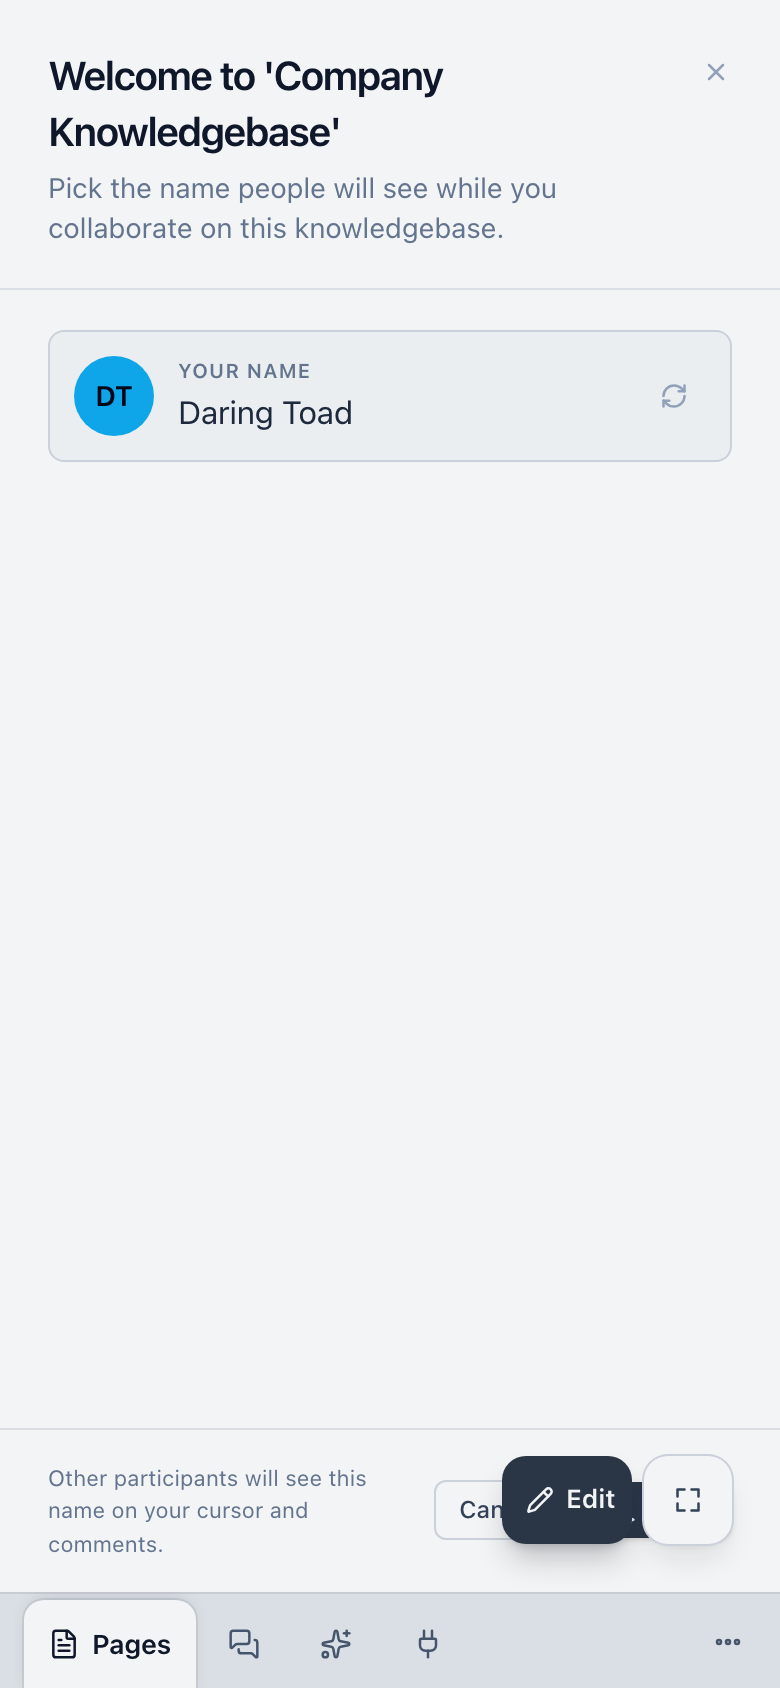 Welcome to 'Company
Knowledgebase'
Pick the name people will see while you
collaborate on this knowledgebase.
DT
YOUR NAME
Daring Toad
Other participants will see this
name on your cursor and
comments.
Can
Edit
Pages